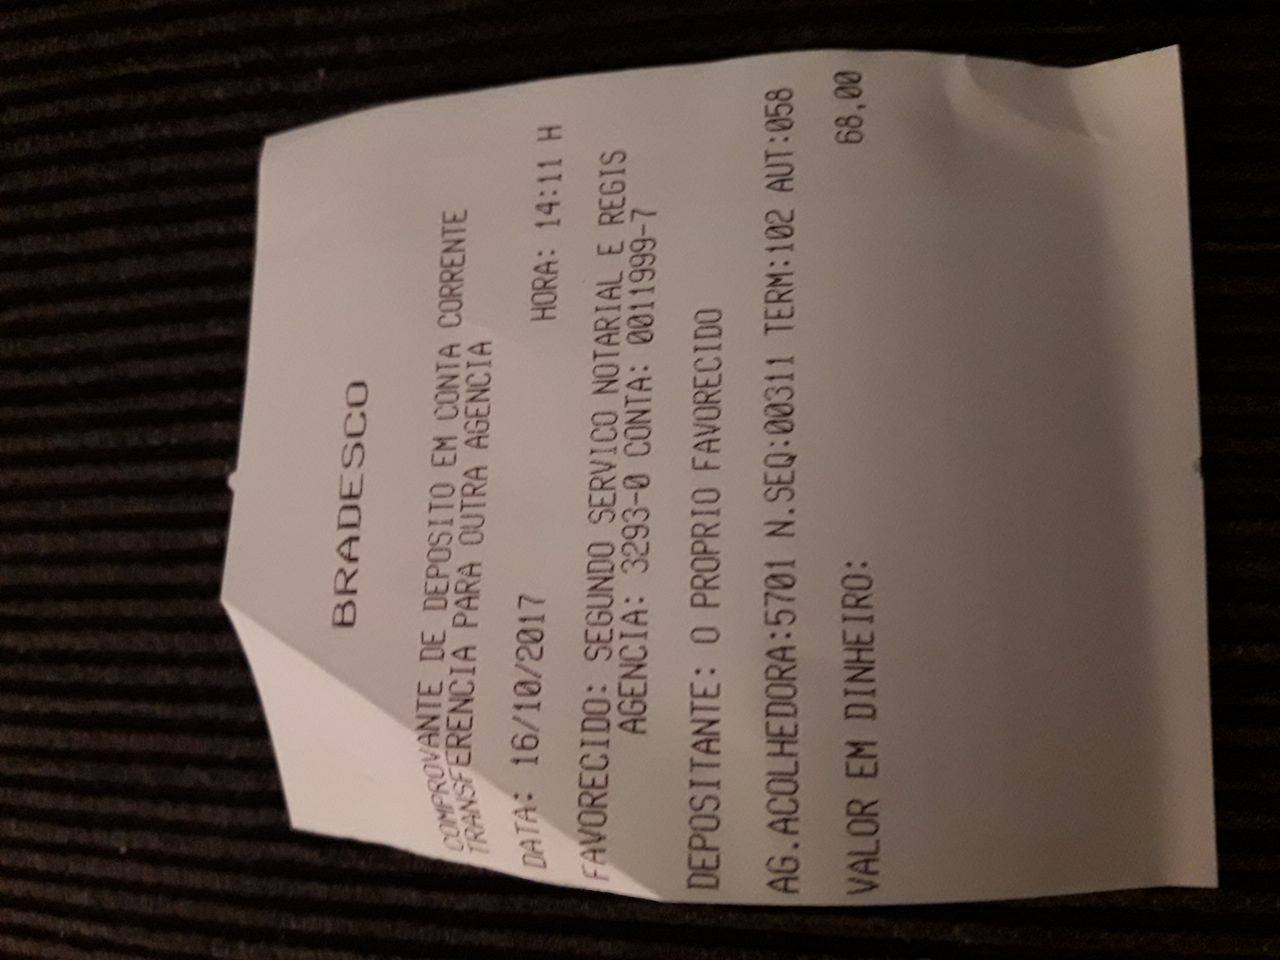 BRADESCO
COMPROVANTE DE DEPOSITO EM CONTA CORRENTE
TRANSFERENCIA PARA OUTRA AGENCIA
DATA: 16/10/2017 HORA: 14:11 H
FAVORECIDO: SEGUNDO SERVICO NOTARIAL E REGIS
AGENCIA: 3293-0 CONTA: 0011999-7
DEPOSITANTE: O PROPRIO FAVORECIDO
AG.ACOLHEDORA:5701 N.SEQ:00311 TERM:102 AUT:058
VALOR EM DINHEIRO: 68,00